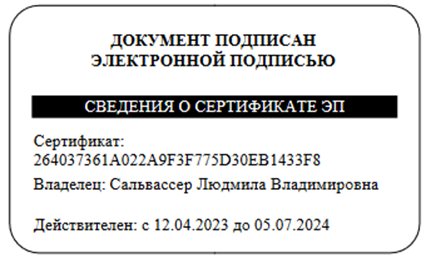 ДОКУМЕНТ ПОДПИСАН
ЭЛЕКТРОННОЙ ПОДПИСЬЮ
СВЕДЕНИЯ О СЕРТИФИКАТЕ ЭП
Сертификат:
264037361A022A9F3F775D30EB1433F8
Владелец: Сальвассер Людмила Владимировна
Действителен: с 12.04.2023 до 05.07.2024